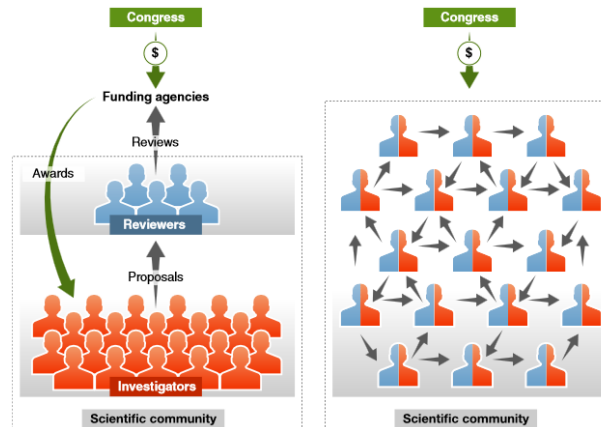 Congress
$
Funding agencies
Reviews
Awards
Reviewers
Proposals
Investigators
Scientific community
Congress
$
Scientific community